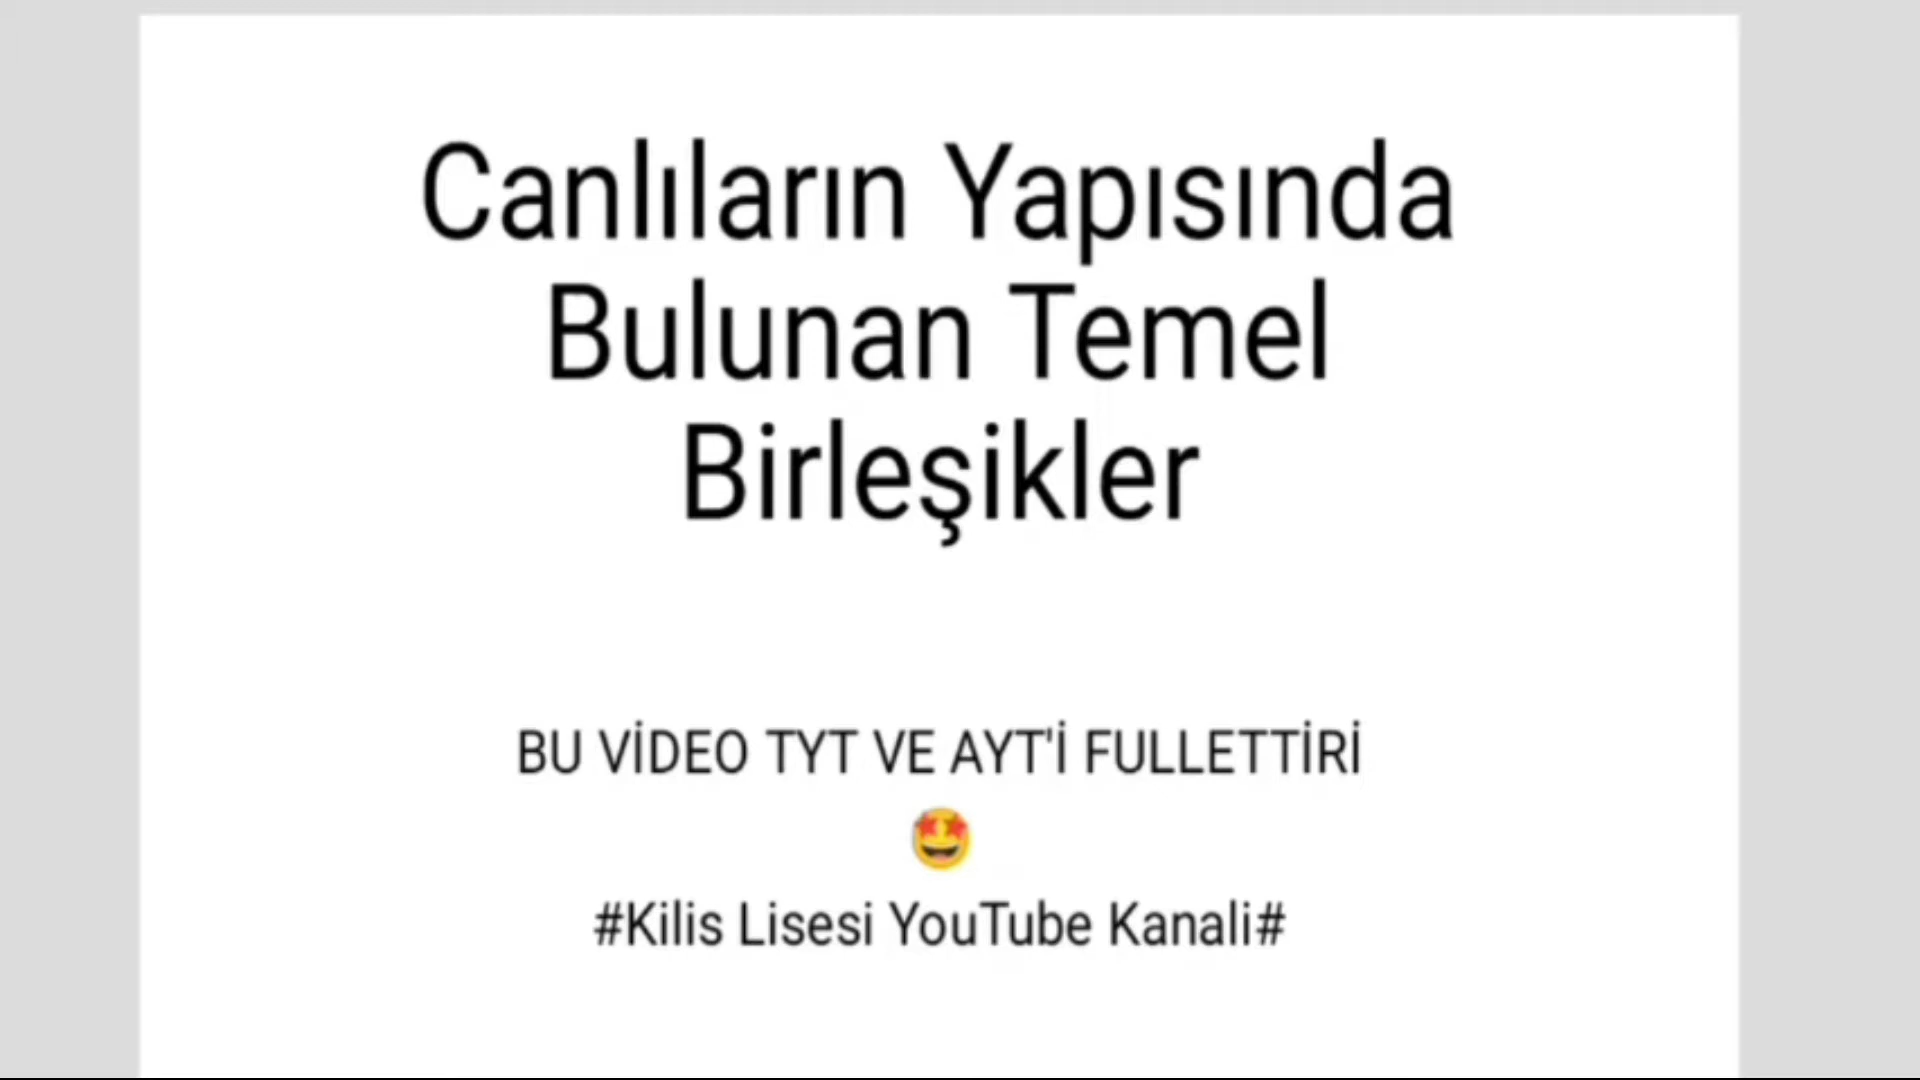 Canlıların Yapısında
Bulunan Temel
Birleşikler
BU VİDEO TYT VE AYT'İ FULLETTİRİ
🤩
#Kilis Lisesi YouTube Kanali#